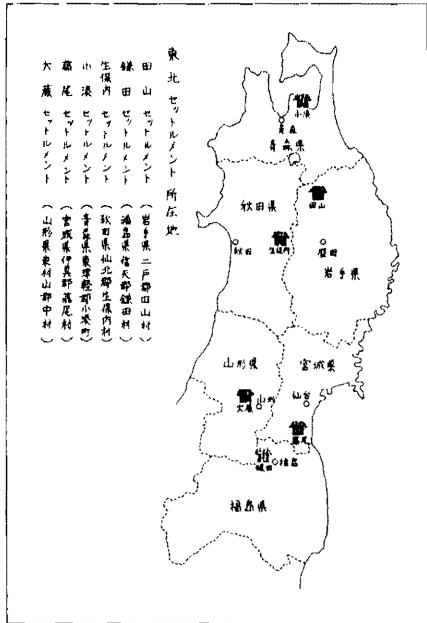 東北セットルメント所在地
田山セットルメント（岩手県二戸郡田山村）
鎌田セットルメント（福島県信夫郡鎌田村）
生保内セットルメント（秋田県仙北郡生保内村）
小湊セットルメント（青森県東津軽郡小湊町）
藤尾セットルメント（宮城県伊具郡藤尾村）
大蔵セットルメント（山形県東村山郡中村）
小湊
青森
青森県
田山
秋田県
秋田
生保内
盛田
岩手県
山形県
宮城県
大蔵
山形
仙台
藤尾
鎌田
福島
福島県